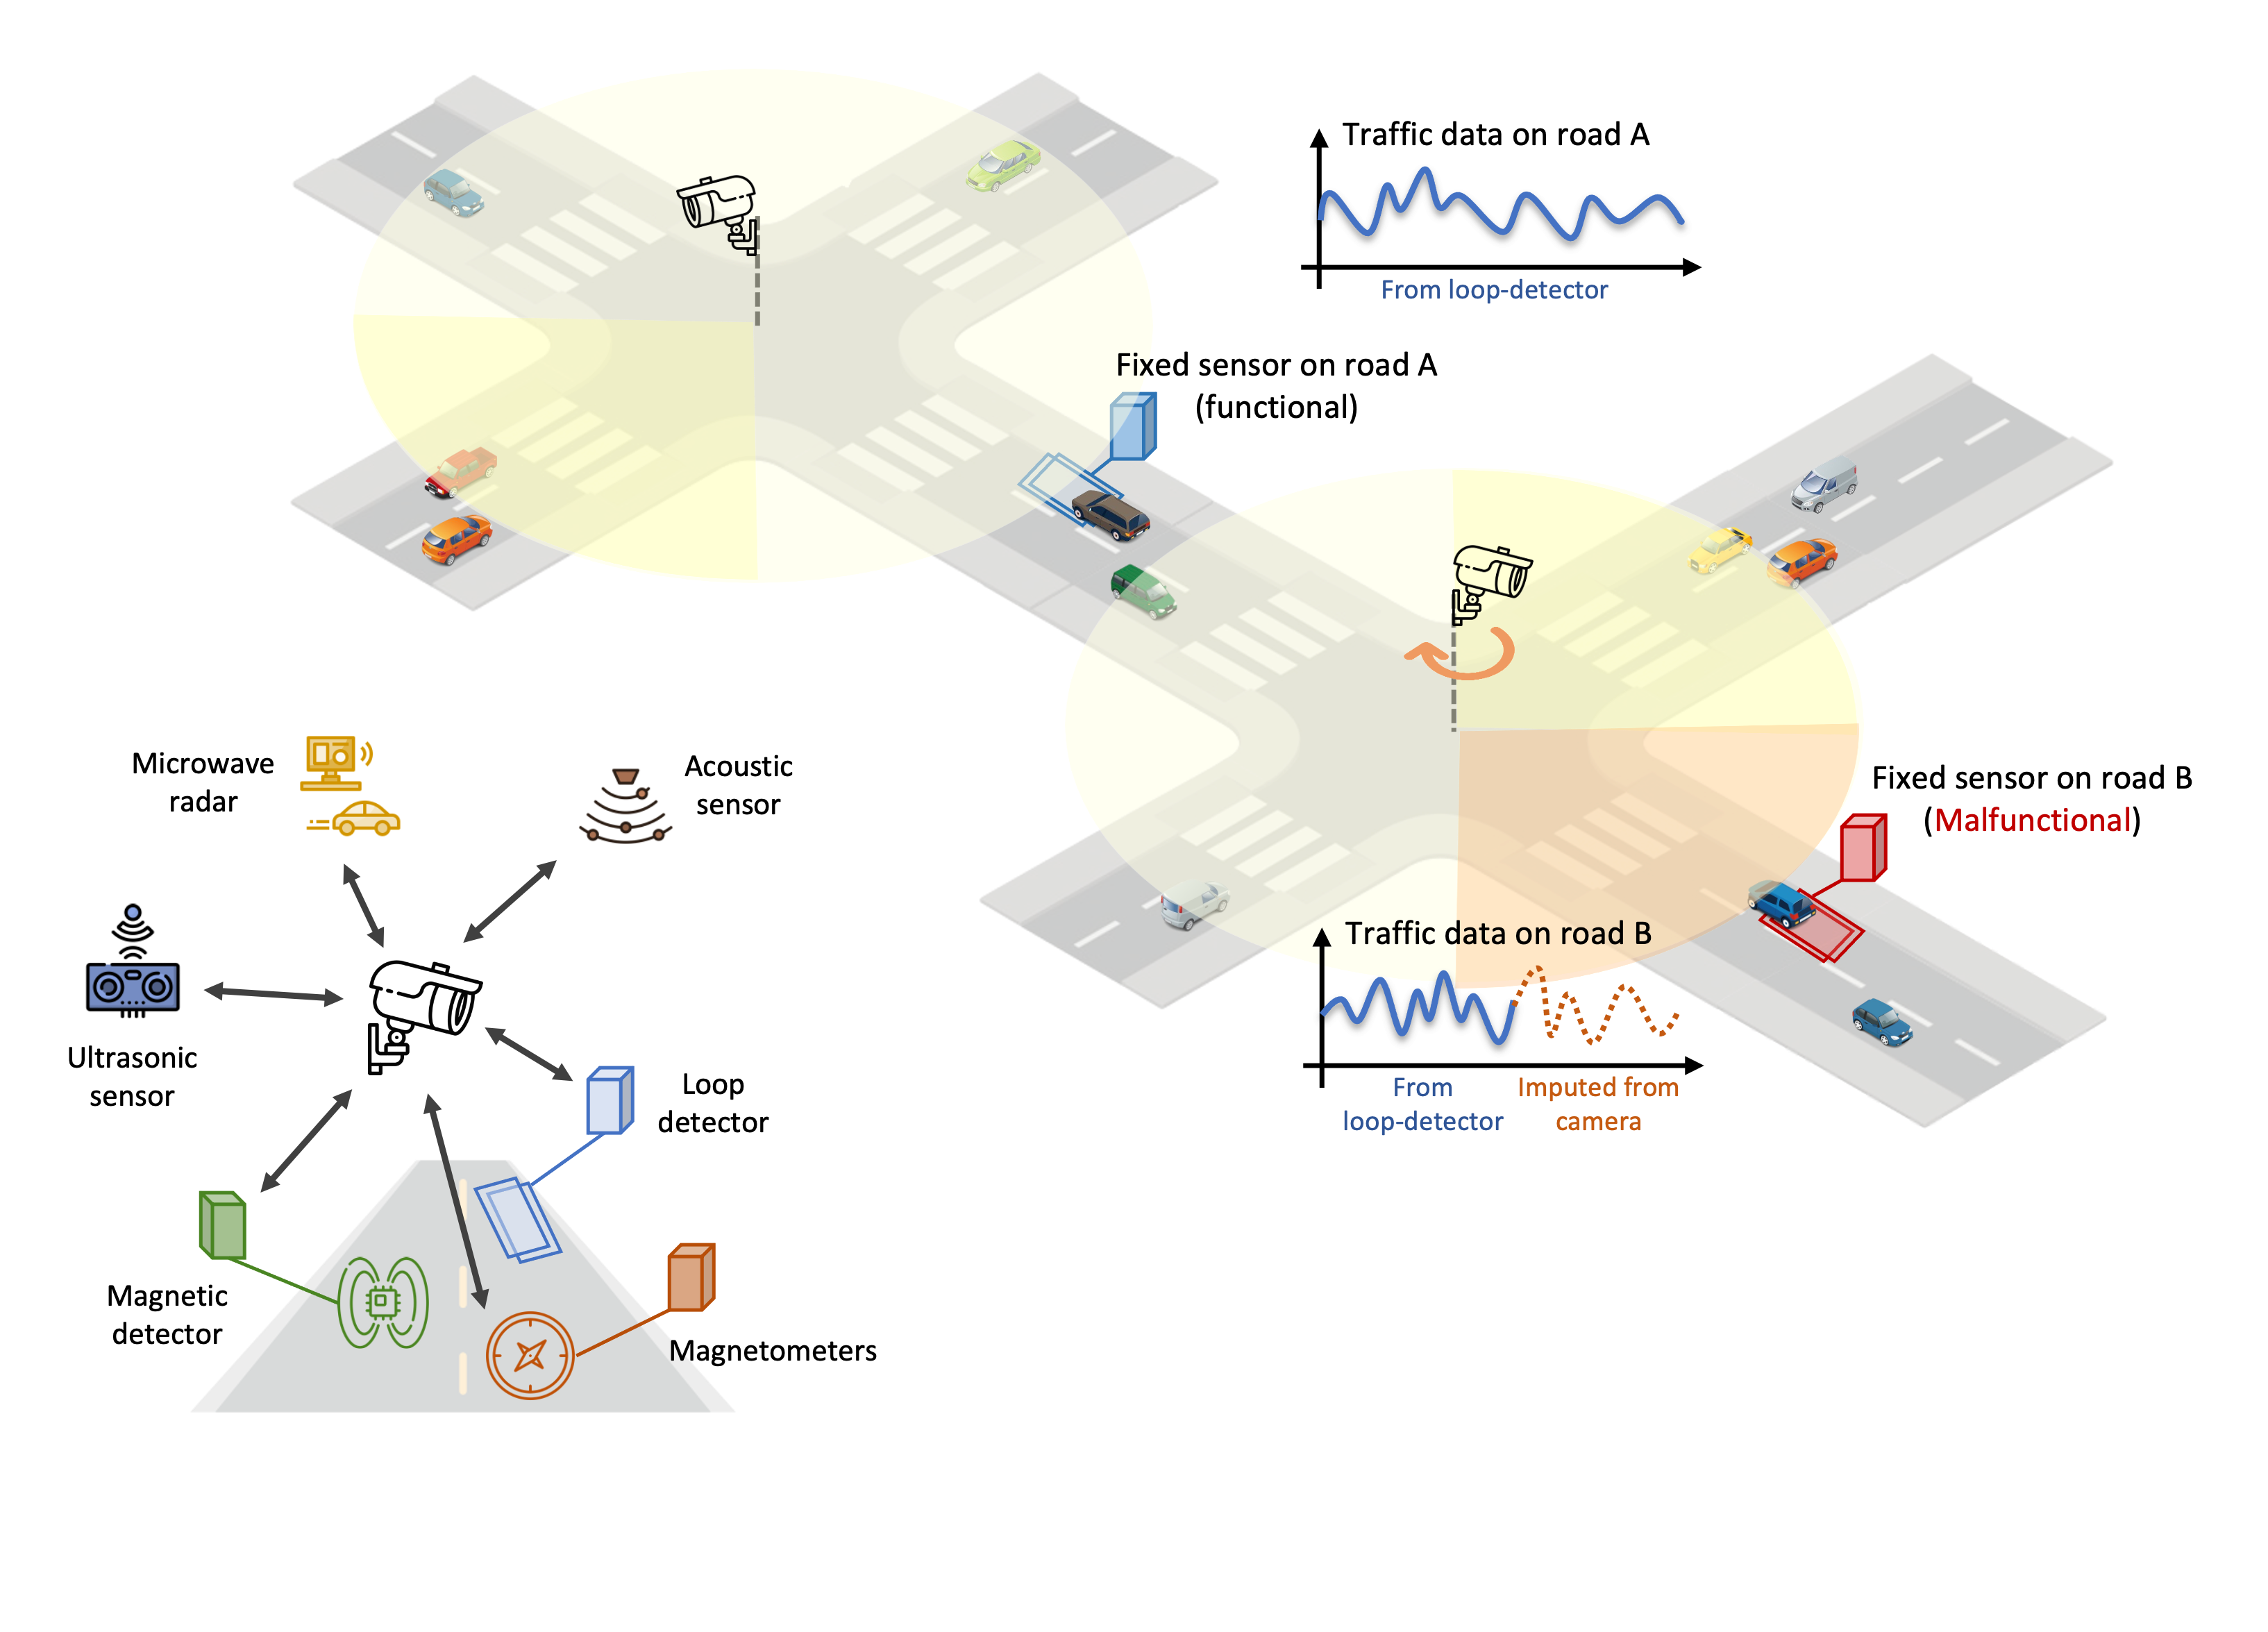 Traffic data on road A
From loop-detector
Fixed sensor on road A
(functional)
Fixed sensor on road B
(Malfunctional)
Traffic data on road B
From
loop-detector
Imputed from
camera
Microwave
radar
Acoustic
sensor
Ultrasonic
sensor
Loop
detector
Magnetic
detector
Magnetometers